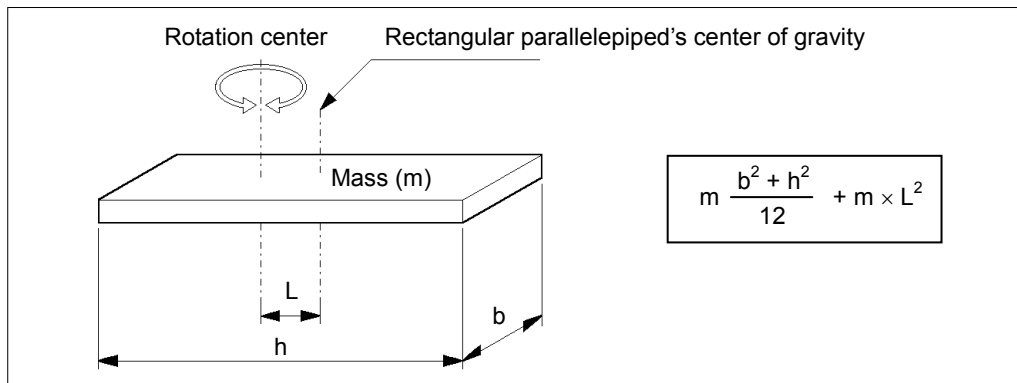 Rotation center
Rectangular parallelepiped's center of gravity
Mass (m)
m (b² + h²)/12 + m × L²
L
b
h